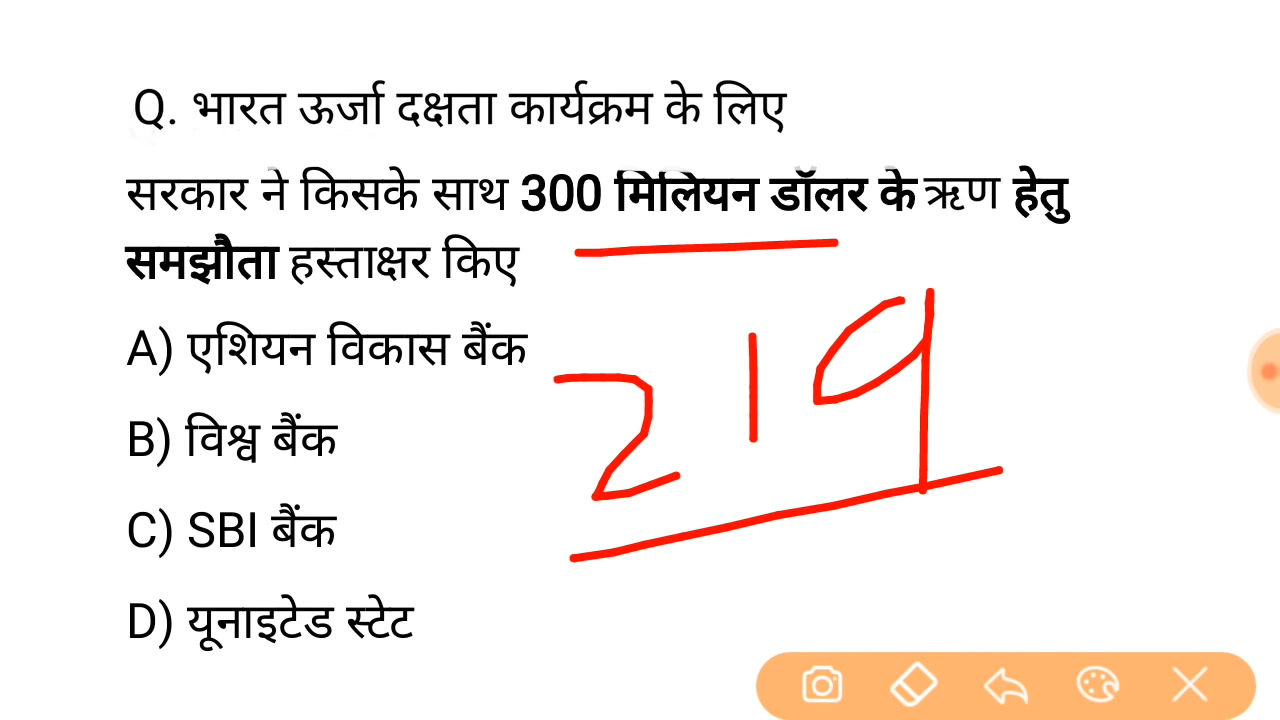 Q. भारत ऊर्जा दक्षता कार्यक्रम के लिए
सरकार ने किसके साथ 300 मिलियन डॉलर के ऋण हेतु
समझौता हस्ताक्षर किए
A) एशियन विकास बैंक
219
B) विश्व बैंक
C) SBI बैंक
D) यूनाइटेड स्टेट